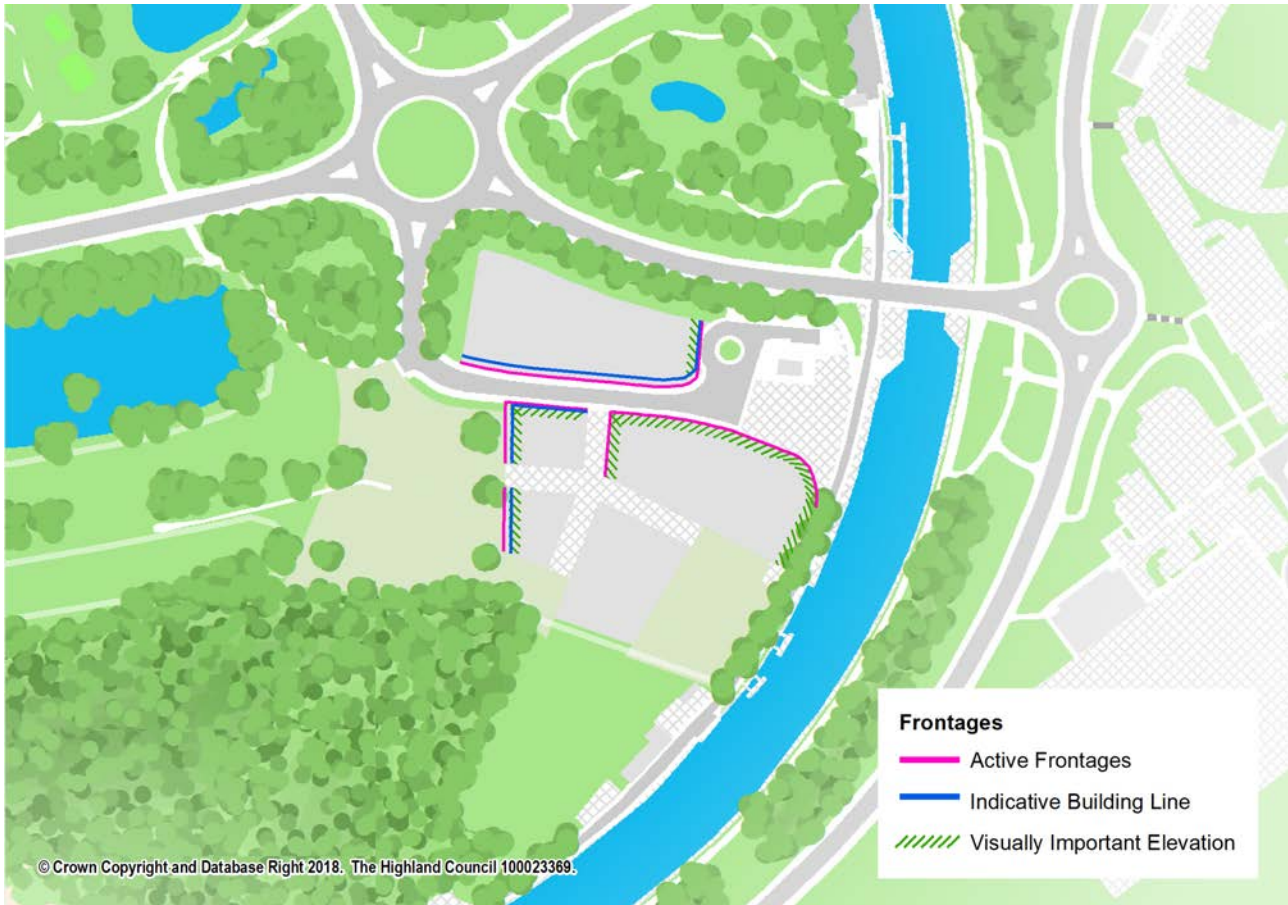 Frontages
Active Frontages
Indicative Building Line
Visually Important Elevation
© Crown Copyright and Database Right 2018.  The Highland Council 100023369.